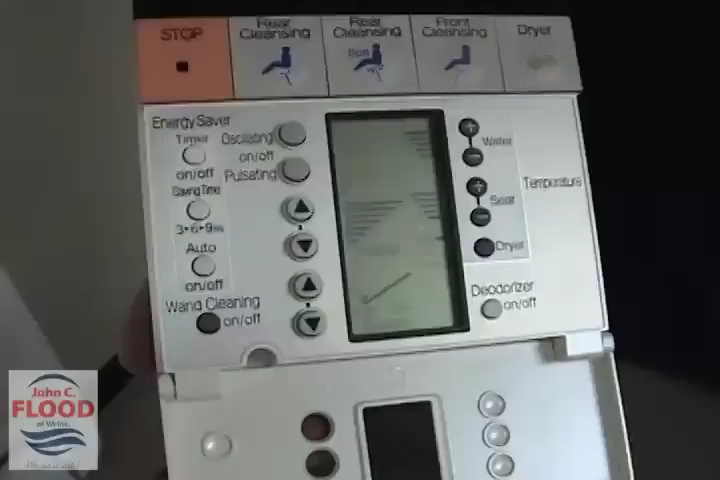 STOP
Rear
Cleansing
Rear
Cleansing
Soft
Front
Cleansing
Dryer
Energy Saver
Timer
on/off
Saving Time
3•6•9hrs
Auto
on/off
Wand Cleaning
on/off
Oscillating
on/off
Pulsating
Water
Seat
Dryer
Temperature
Deodorizer
on/off
John C.
FLOOD